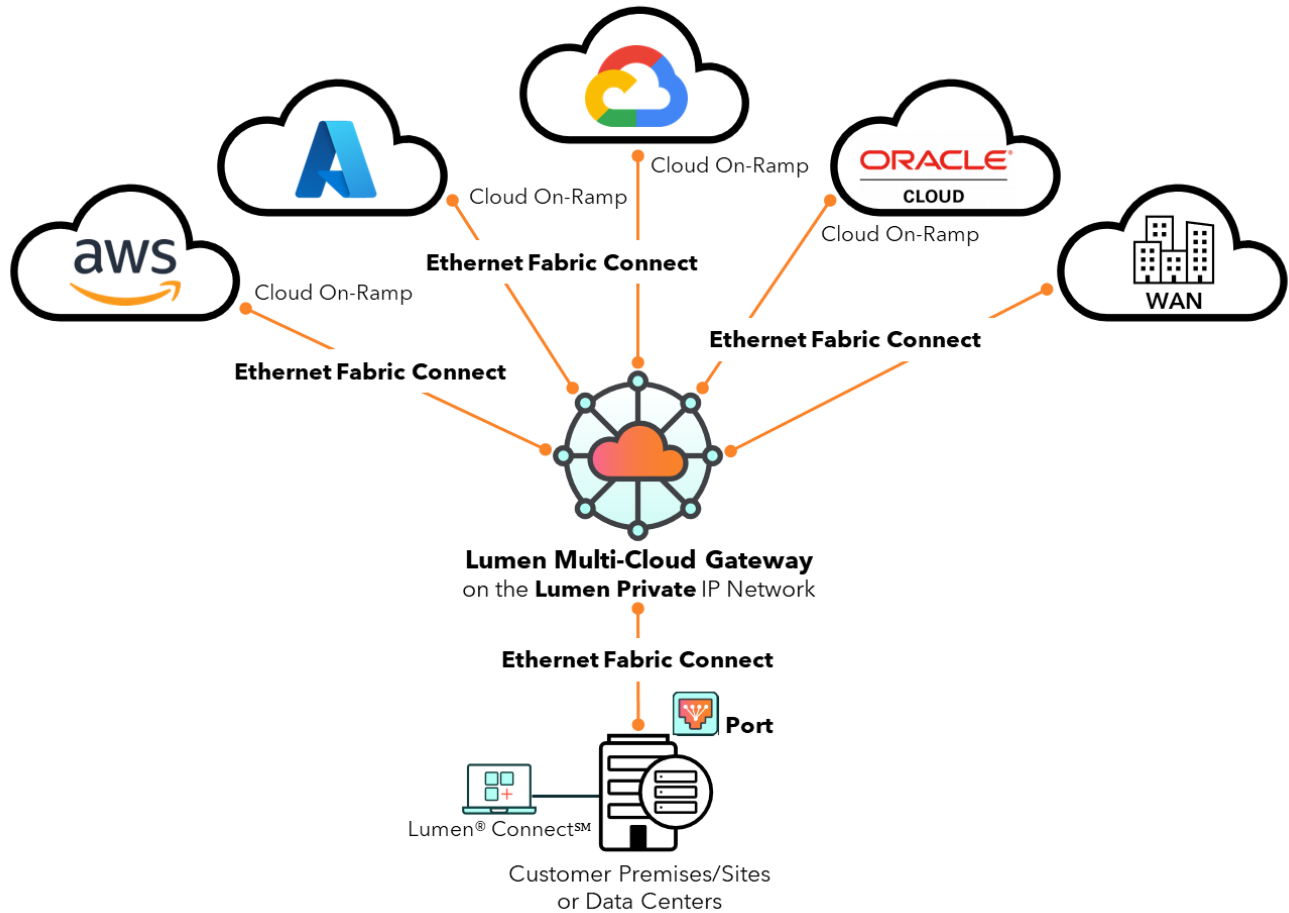 Cloud On-Ramp
ORACLE®
CLOUD
Cloud On-Ramp
Cloud On-Ramp
aws
Ethernet Fabric Connect
Cloud On-Ramp
WAN
Ethernet Fabric Connect
Ethernet Fabric Connect
Lumen Multi-Cloud Gateway
on the Lumen Private IP Network
Ethernet Fabric Connect
Port
Lumen® Connect℠
Customer Premises/Sites
or Data Centers